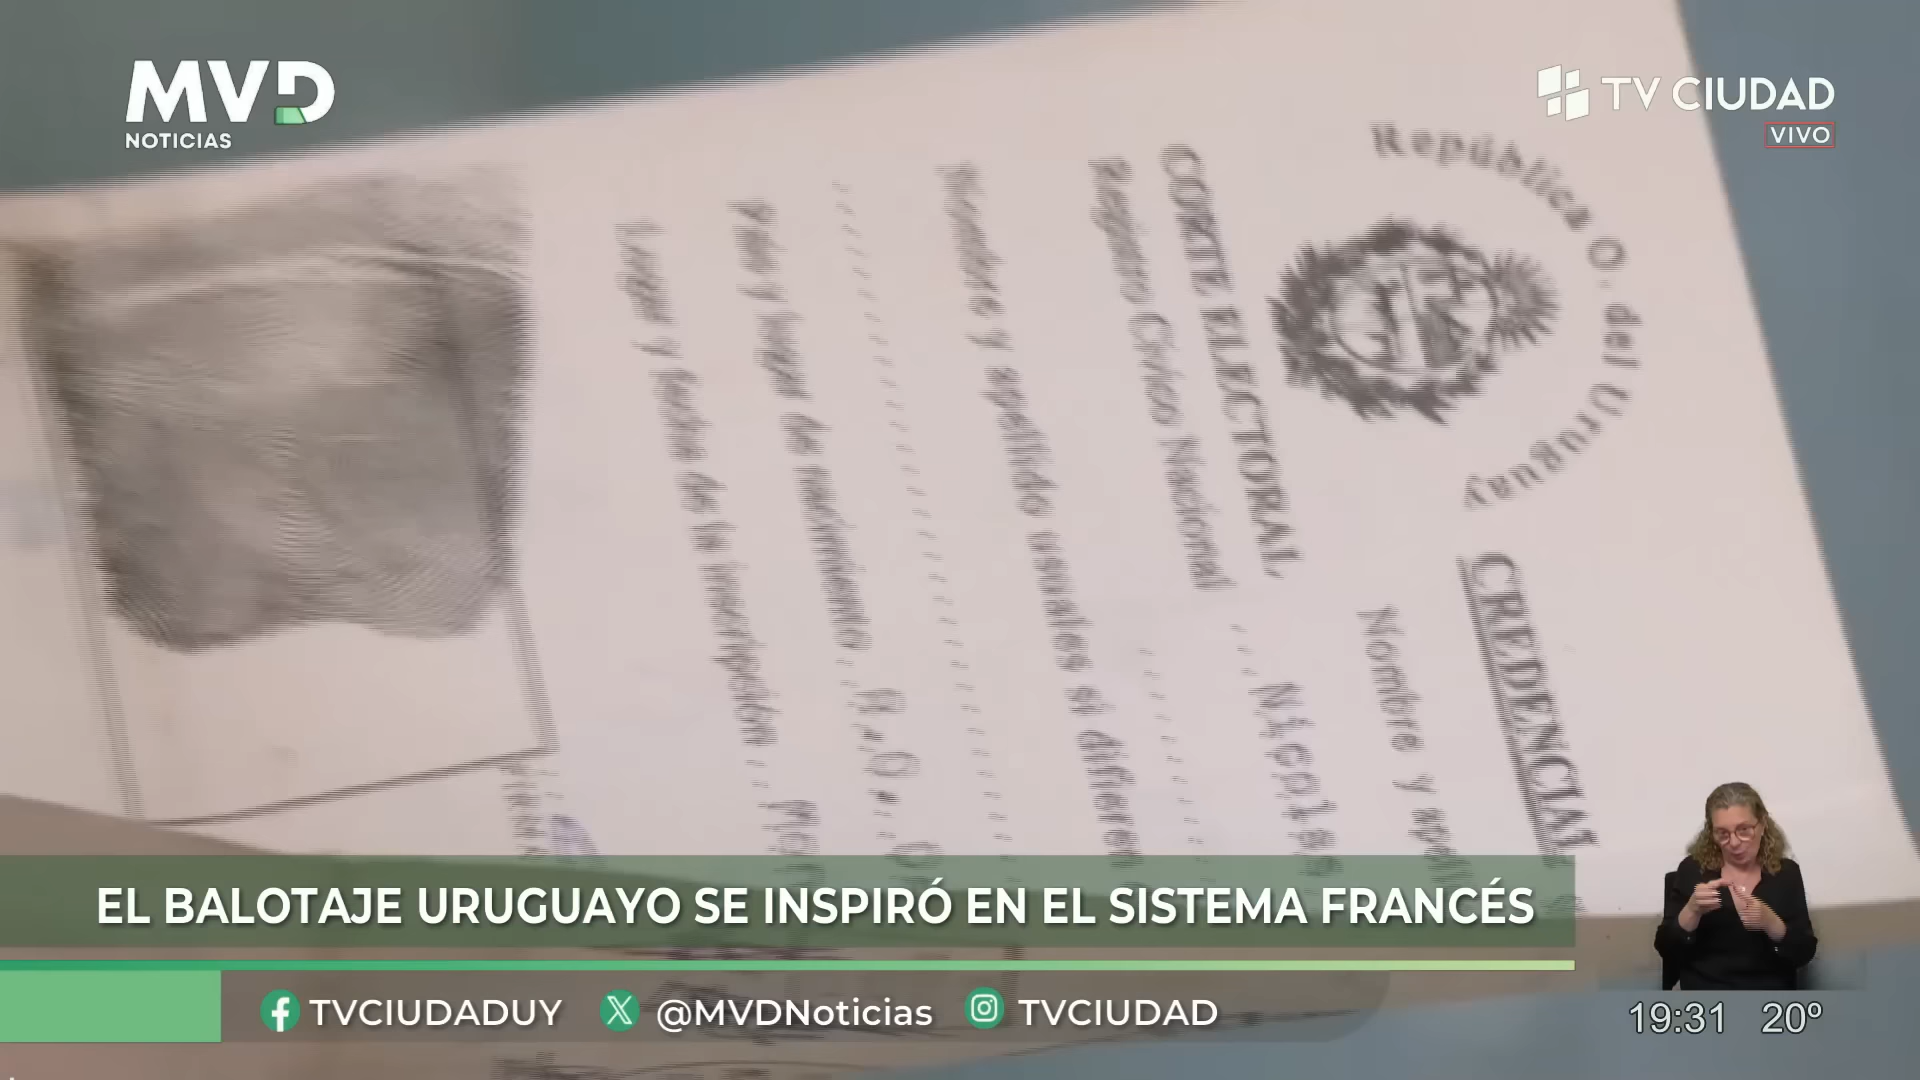 MVD
NOTICIAS
TV CIUDAD
VIVO
República O. del Uruguay
CREDENCIAL
Nombre y
CORTE ELECTORAL
Registro Cívico Nacional
Nombre y apellido usuales si difieren
Lugar y fecha de la inscripción
EL BALOTAJE URUGUAYO SE INSPIRÓ EN EL SISTEMA FRANCÉS
TVCIUDADUY
@MVDNoticias
TVCIUDAD
19:31 20º